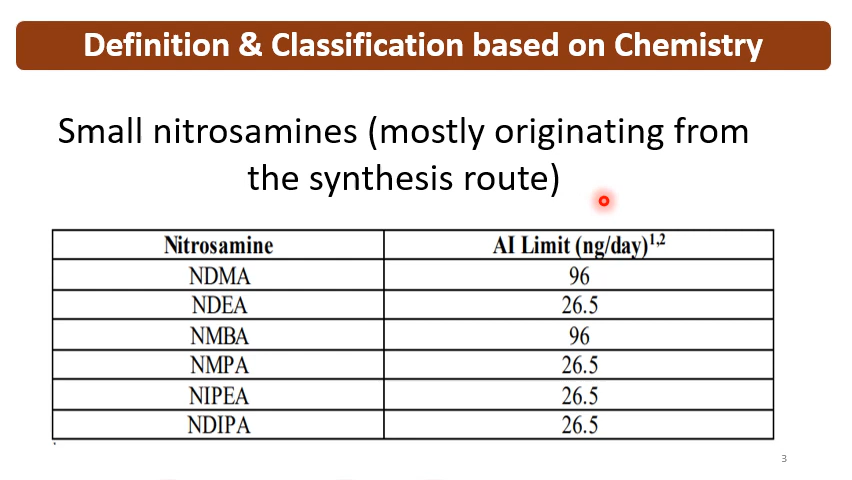 Definition & Classification based on Chemistry
Small nitrosamines (mostly originating from
the synthesis route)
Nitrosamine AI Limit (ng/day)1,2
NDMA 96
NDEA 26.5
NMBA 96
NMPA 26.5
NIPEA 26.5
NDIPA 26.5
3